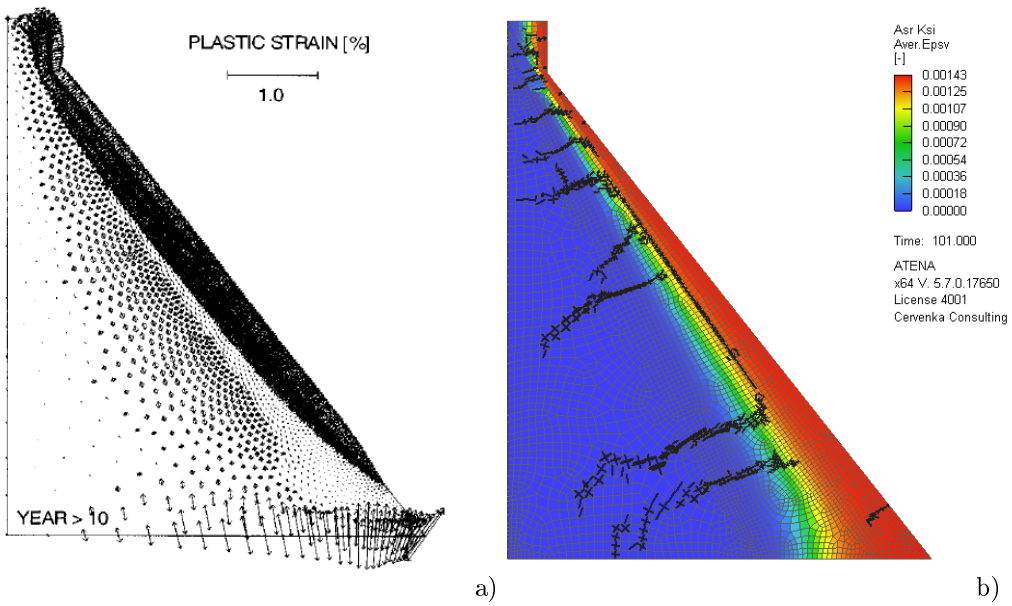 PLASTIC STRAIN [%]
1.0
YEAR > 10
a)
Asr Ksi
Aver.Epsv
[-]
0.00143
0.00125
0.00107
0.00090
0.00072
0.00054
0.00036
0.00018
0.00000
Time: 101.000
ATENA
x64 V. 5.7.0.17650
License 4001
Cervenka Consulting
b)